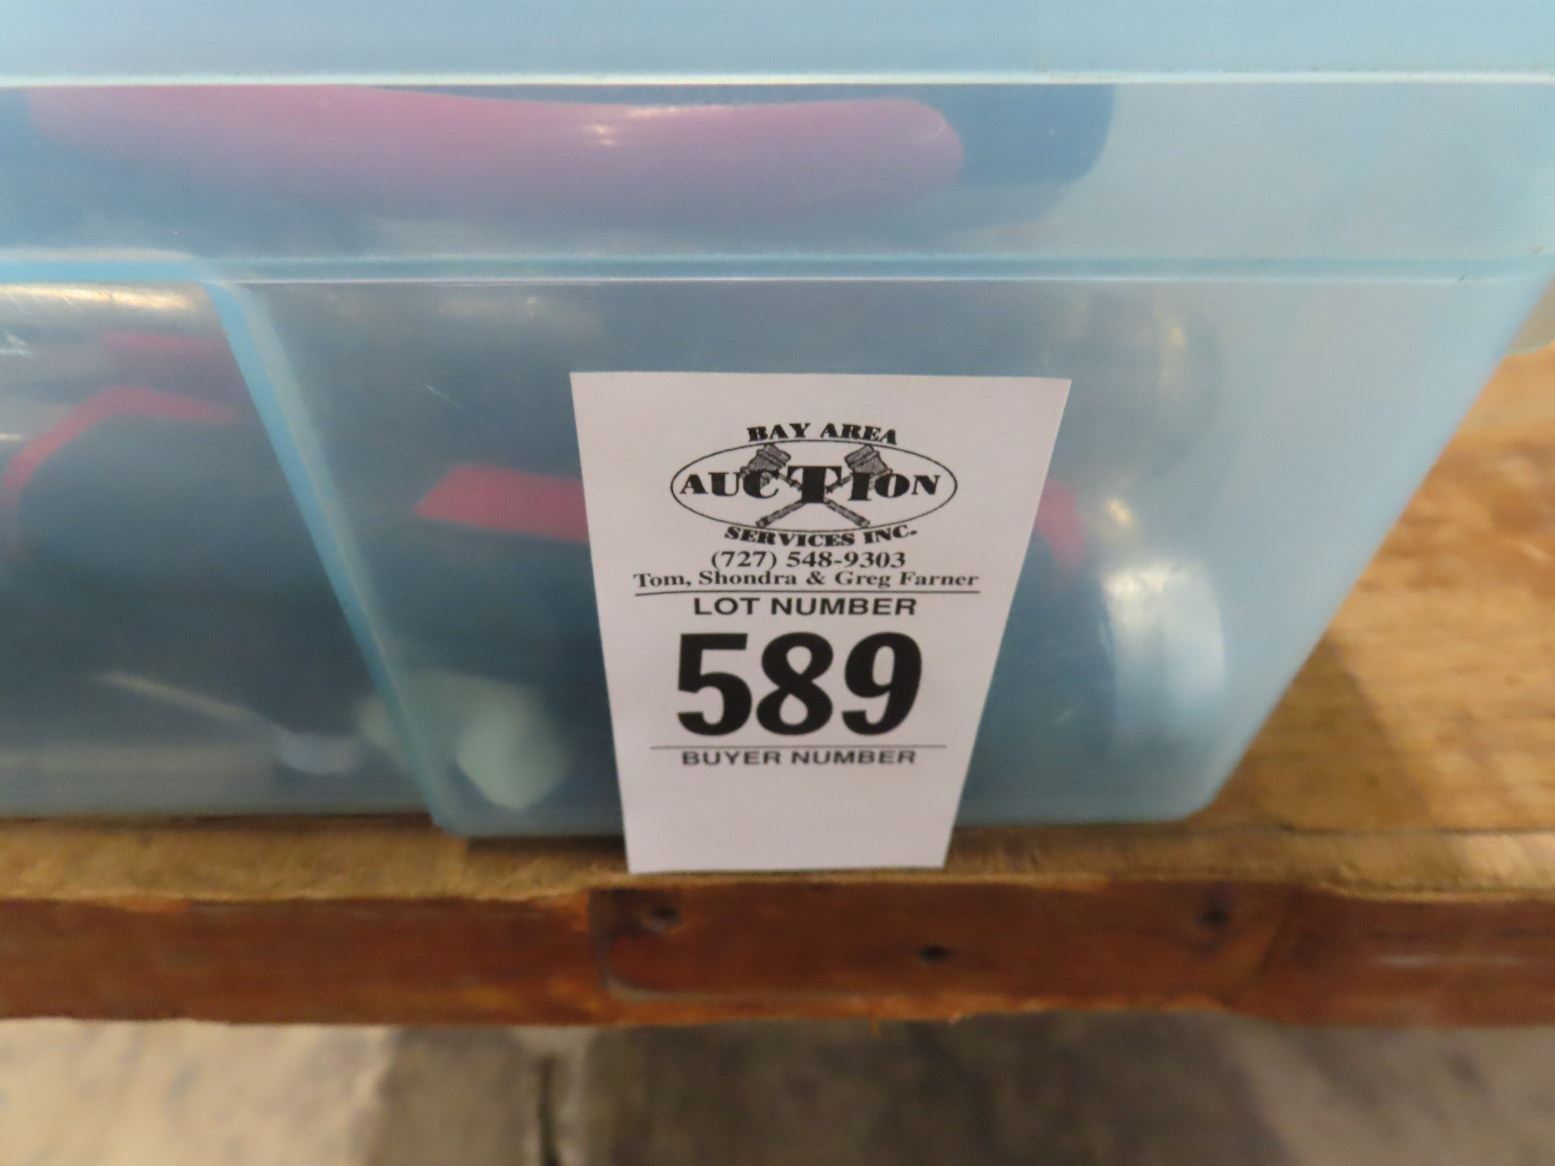 BAY AREA
AUCTION
SERVICES INC.
(727) 548-9303
Tom, Shondra & Greg Farner
LOT NUMBER
589
BUYER NUMBER